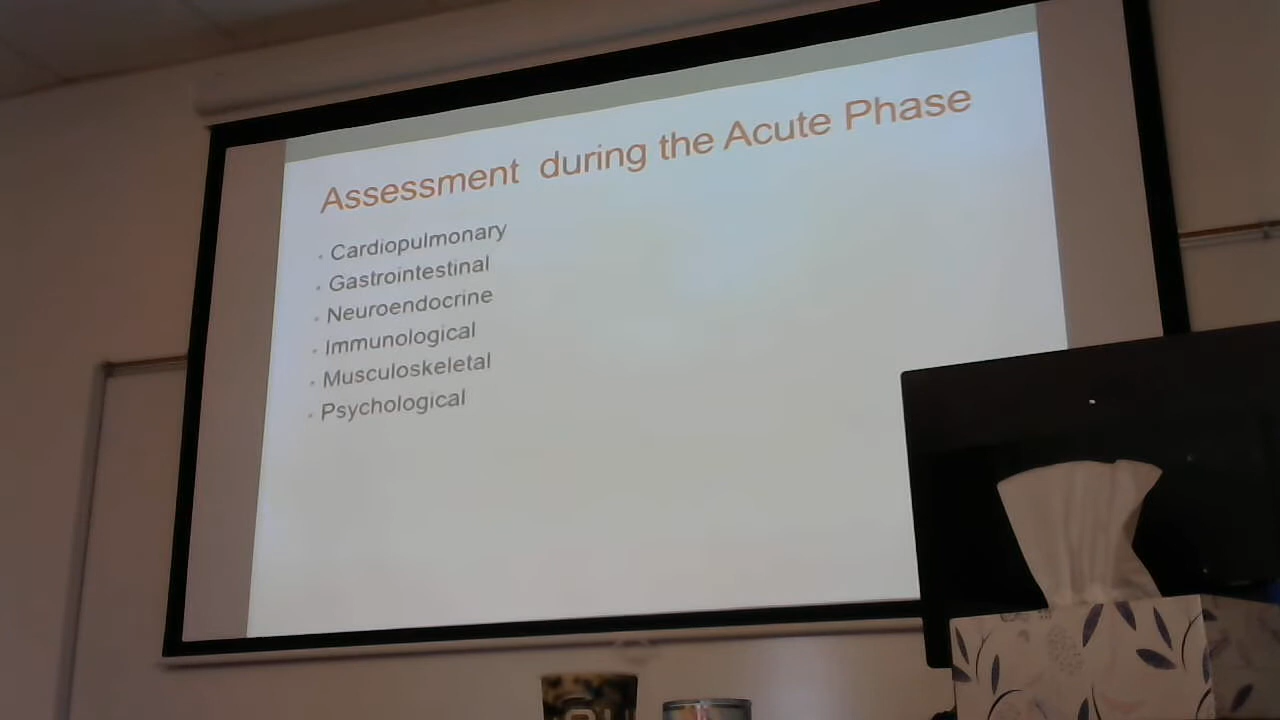 Assessment during the Acute Phase
• Cardiopulmonary
• Gastrointestinal
• Neuroendocrine
• Immunological
• Musculoskeletal
• Psychological